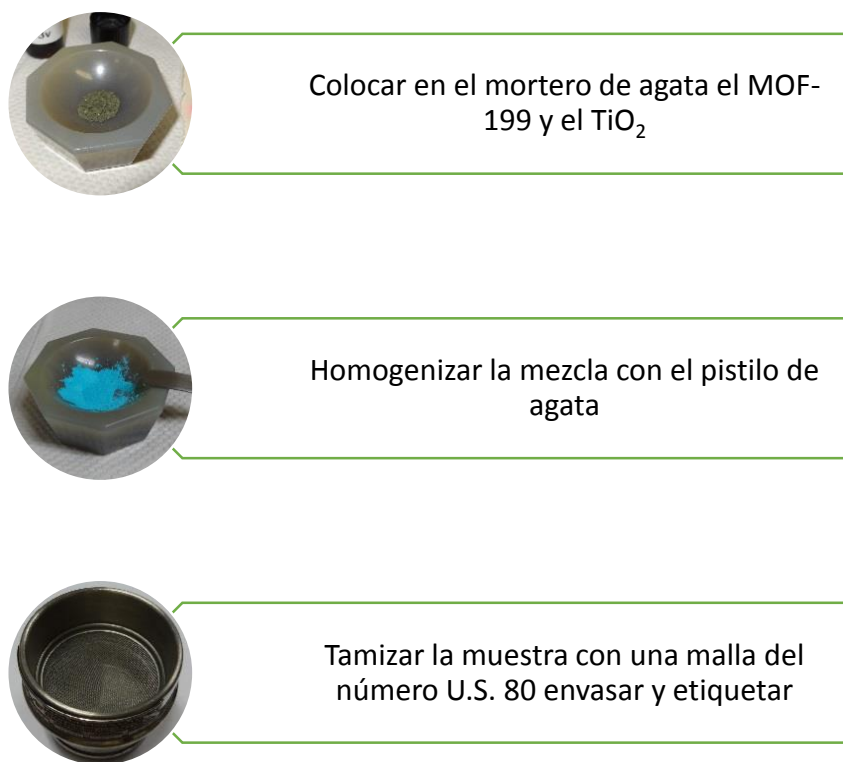 Colocar en el mortero de agata el MOF-
199 y el TiO₂
Homogenizar la mezcla con el pistilo de
agata
Tamizar la muestra con una malla del
número U.S. 80 envasar y etiquetar